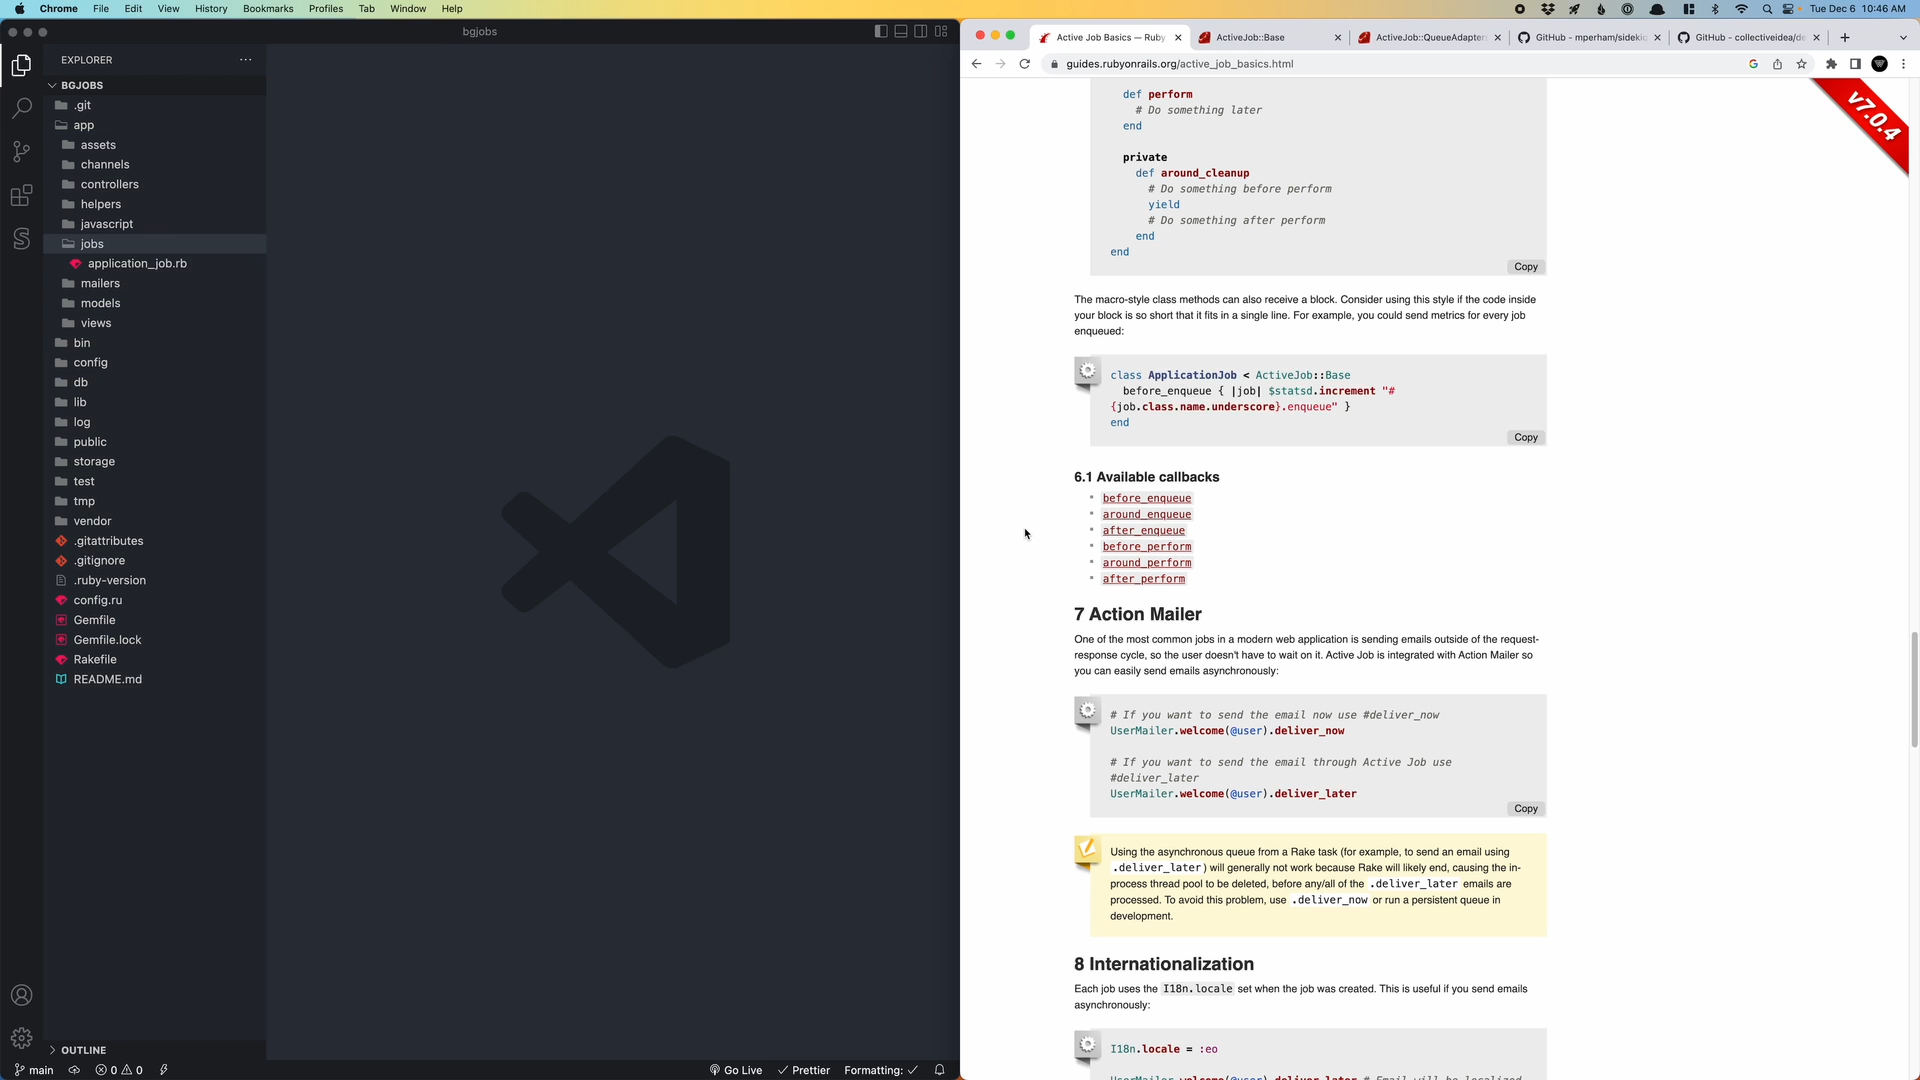 Chrome File Edit View History Bookmarks Profiles Tab Window Help
Tue Dec 6 10:46 AM
bgjobs
EXPLORER
BGJOBS
.git
app
assets
channels
controllers
helpers
javascript
jobs
application_job.rb
mailers
models
views
bin
config
db
lib
log
public
storage
test
tmp
vendor
.gitattributes
.gitignore
.ruby-version
config.ru
Gemfile
Gemfile.lock
Rakefile
README.md
OUTLINE
main 0 0 Go Live Prettier Formatting:
Active Job Basics — Ruby ActiveJob::Base ActiveJob::QueueAdapters GitHub - mperham/sidekiq GitHub - collectiveidea/de
guides.rubyonrails.org/active_job_basics.html
v7.0.4
def perform
# Do something later
end
private
def around_cleanup
# Do something before perform
yield
# Do something after perform
end
end
Copy
The macro-style class methods can also receive a block. Consider using this style if the code inside
your block is so short that it fits in a single line. For example, you could send metrics for every job
enqueued:
class ApplicationJob < ActiveJob::Base
before_enqueue { |job| $statsd.increment "#
{job.class.name.underscore}.enqueue" }
end
Copy
6.1 Available callbacks
before_enqueue
around_enqueue
after_enqueue
before_perform
around_perform
after_perform
7 Action Mailer
One of the most common jobs in a modern web application is sending emails outside of the request-
response cycle, so the user doesn't have to wait on it. Active Job is integrated with Action Mailer so
you can easily send emails asynchronously:
# If you want to send the email now use #deliver_now
UserMailer.welcome(@user).deliver_now
# If you want to send the email through Active Job use
#deliver_later
UserMailer.welcome(@user).deliver_later
Copy
Using the asynchronous queue from a Rake task (for example, to send an email using
.deliver_later) will generally not work because Rake will likely end, causing the in-
process thread pool to be deleted, before any/all of the .deliver_later emails are
processed. To avoid this problem, use .deliver_now or run a persistent queue in
development.
8 Internationalization
Each job uses the I18n.locale set when the job was created. This is useful if you send emails
asynchronously:
I18n.locale = :eo
UserMailer.welcome(@user).deliver_later # Email will be localized